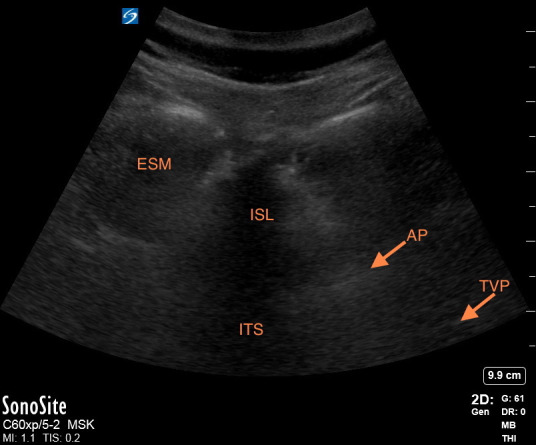 ESM
ISL
AP
TVP
ITS
9.9 cm
SonoSite
C60xp/5-2 MSK
MI: 1.1 TIS: 0.2
2D: G: 61
Gen DR: 0
MB
THI